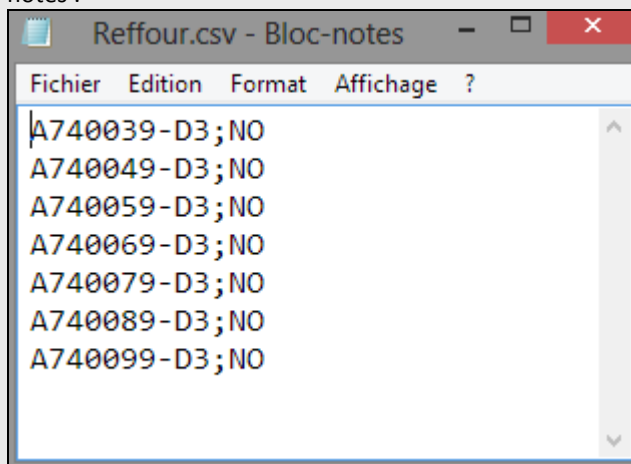 notes :
Reffour.csv - Bloc-notes
Fichier Edition Format Affichage ?
A740039-D3;NO
A740049-D3;NO
A740059-D3;NO
A740069-D3;NO
A740079-D3;NO
A740089-D3;NO
A740099-D3;NO